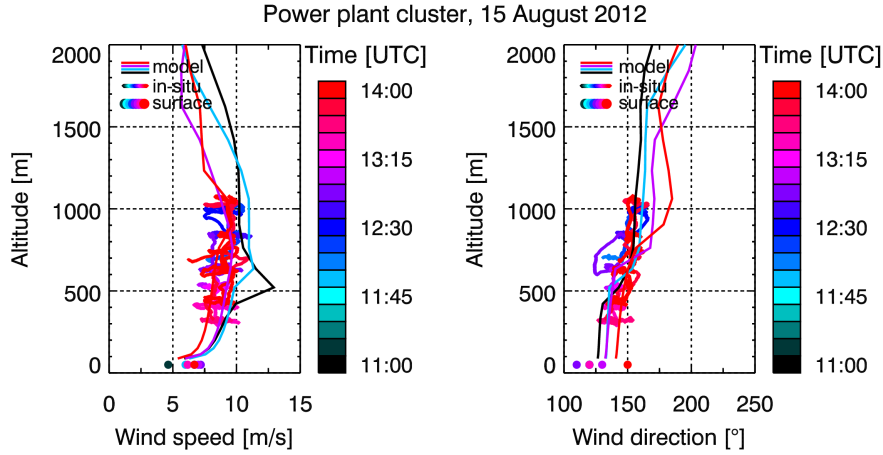 Power plant cluster, 15 August 2012
2000
1500
1000
500
0
Altitude [m]
model
in-situ
surface
0 5 10 15
Wind speed [m/s]
Time [UTC]
14:00
13:15
12:30
11:45
11:00
2000
1500
1000
500
0
Altitude [m]
model
in-situ
surface
100 150 200 250
Wind direction [°]
Time [UTC]
14:00
13:15
12:30
11:45
11:00